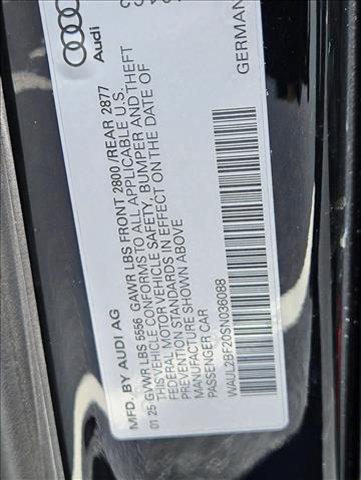 Audi
MFD. BY AUDI AG
01 25 GVWR LBS 5556 GAWR LBS FRONT 2800/REAR 2877
VEHICLE CONFORMS TO ALL APPLICABLE U.S.
FEDERAL MOTOR VEHICLE SAFETY, BUMPER AND THEFT
PREVENTION STANDARDS IN EFFECT ON THE DATE OF
MANUFACTURE SHOWN ABOVE
PASSENGER CAR
GERMAN